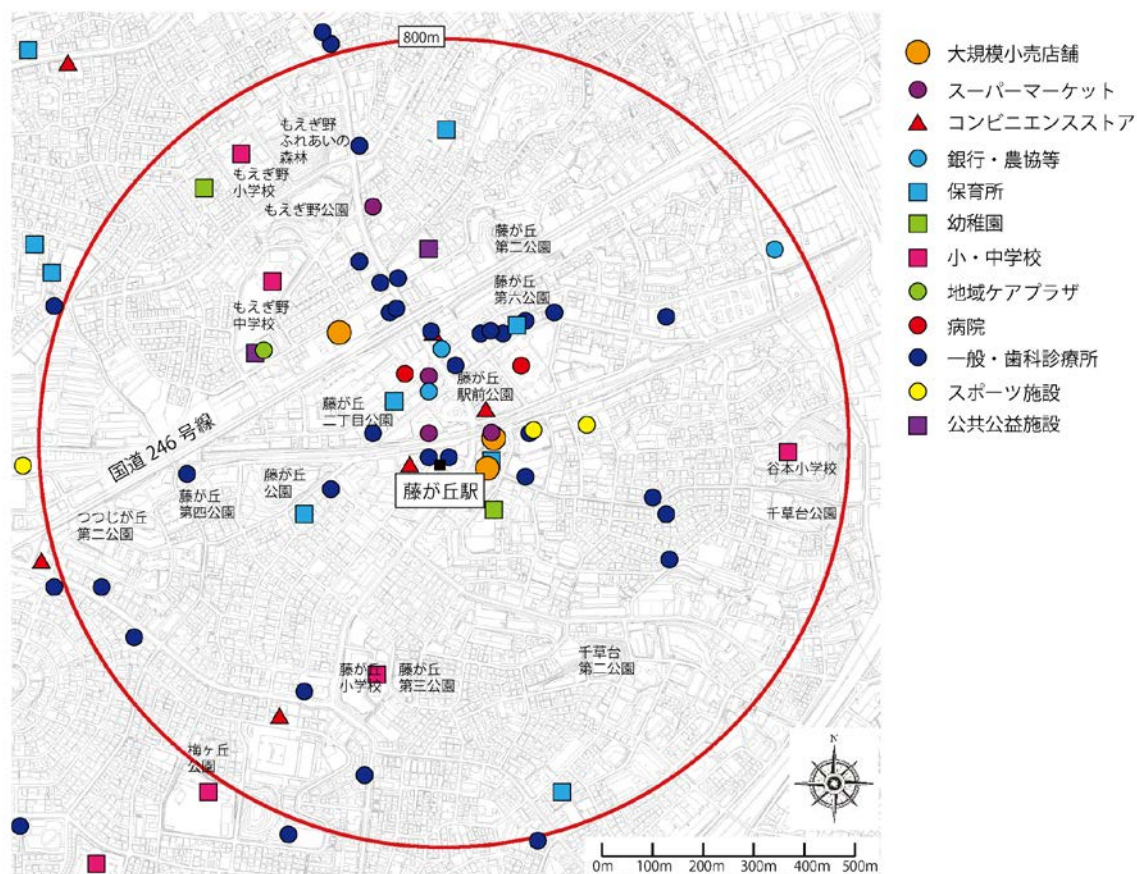 800m
もえぎ野
ふれあいの
森林
もえぎ野
小学校
もえぎ野公園
藤が丘
第二公園
藤が丘
第六公園
もえぎ野
中学校
藤が丘
駅前公園
藤が丘
二丁目公園
国道246号線
藤が丘駅
谷本小学校
藤が丘
公園
藤が丘
第四公園
つつじが丘
第二公園
千草台公園
千草台
第二公園
藤が丘
小学校
藤が丘
第三公園
梅ヶ丘
公園
N
0m 100m 200m 300m 400m 500m
大規模小売店舗
スーパーマーケット
コンビニエンスストア
銀行・農協等
保育所
幼稚園
小・中学校
地域ケアプラザ
病院
一般・歯科診療所
スポーツ施設
公共公益施設